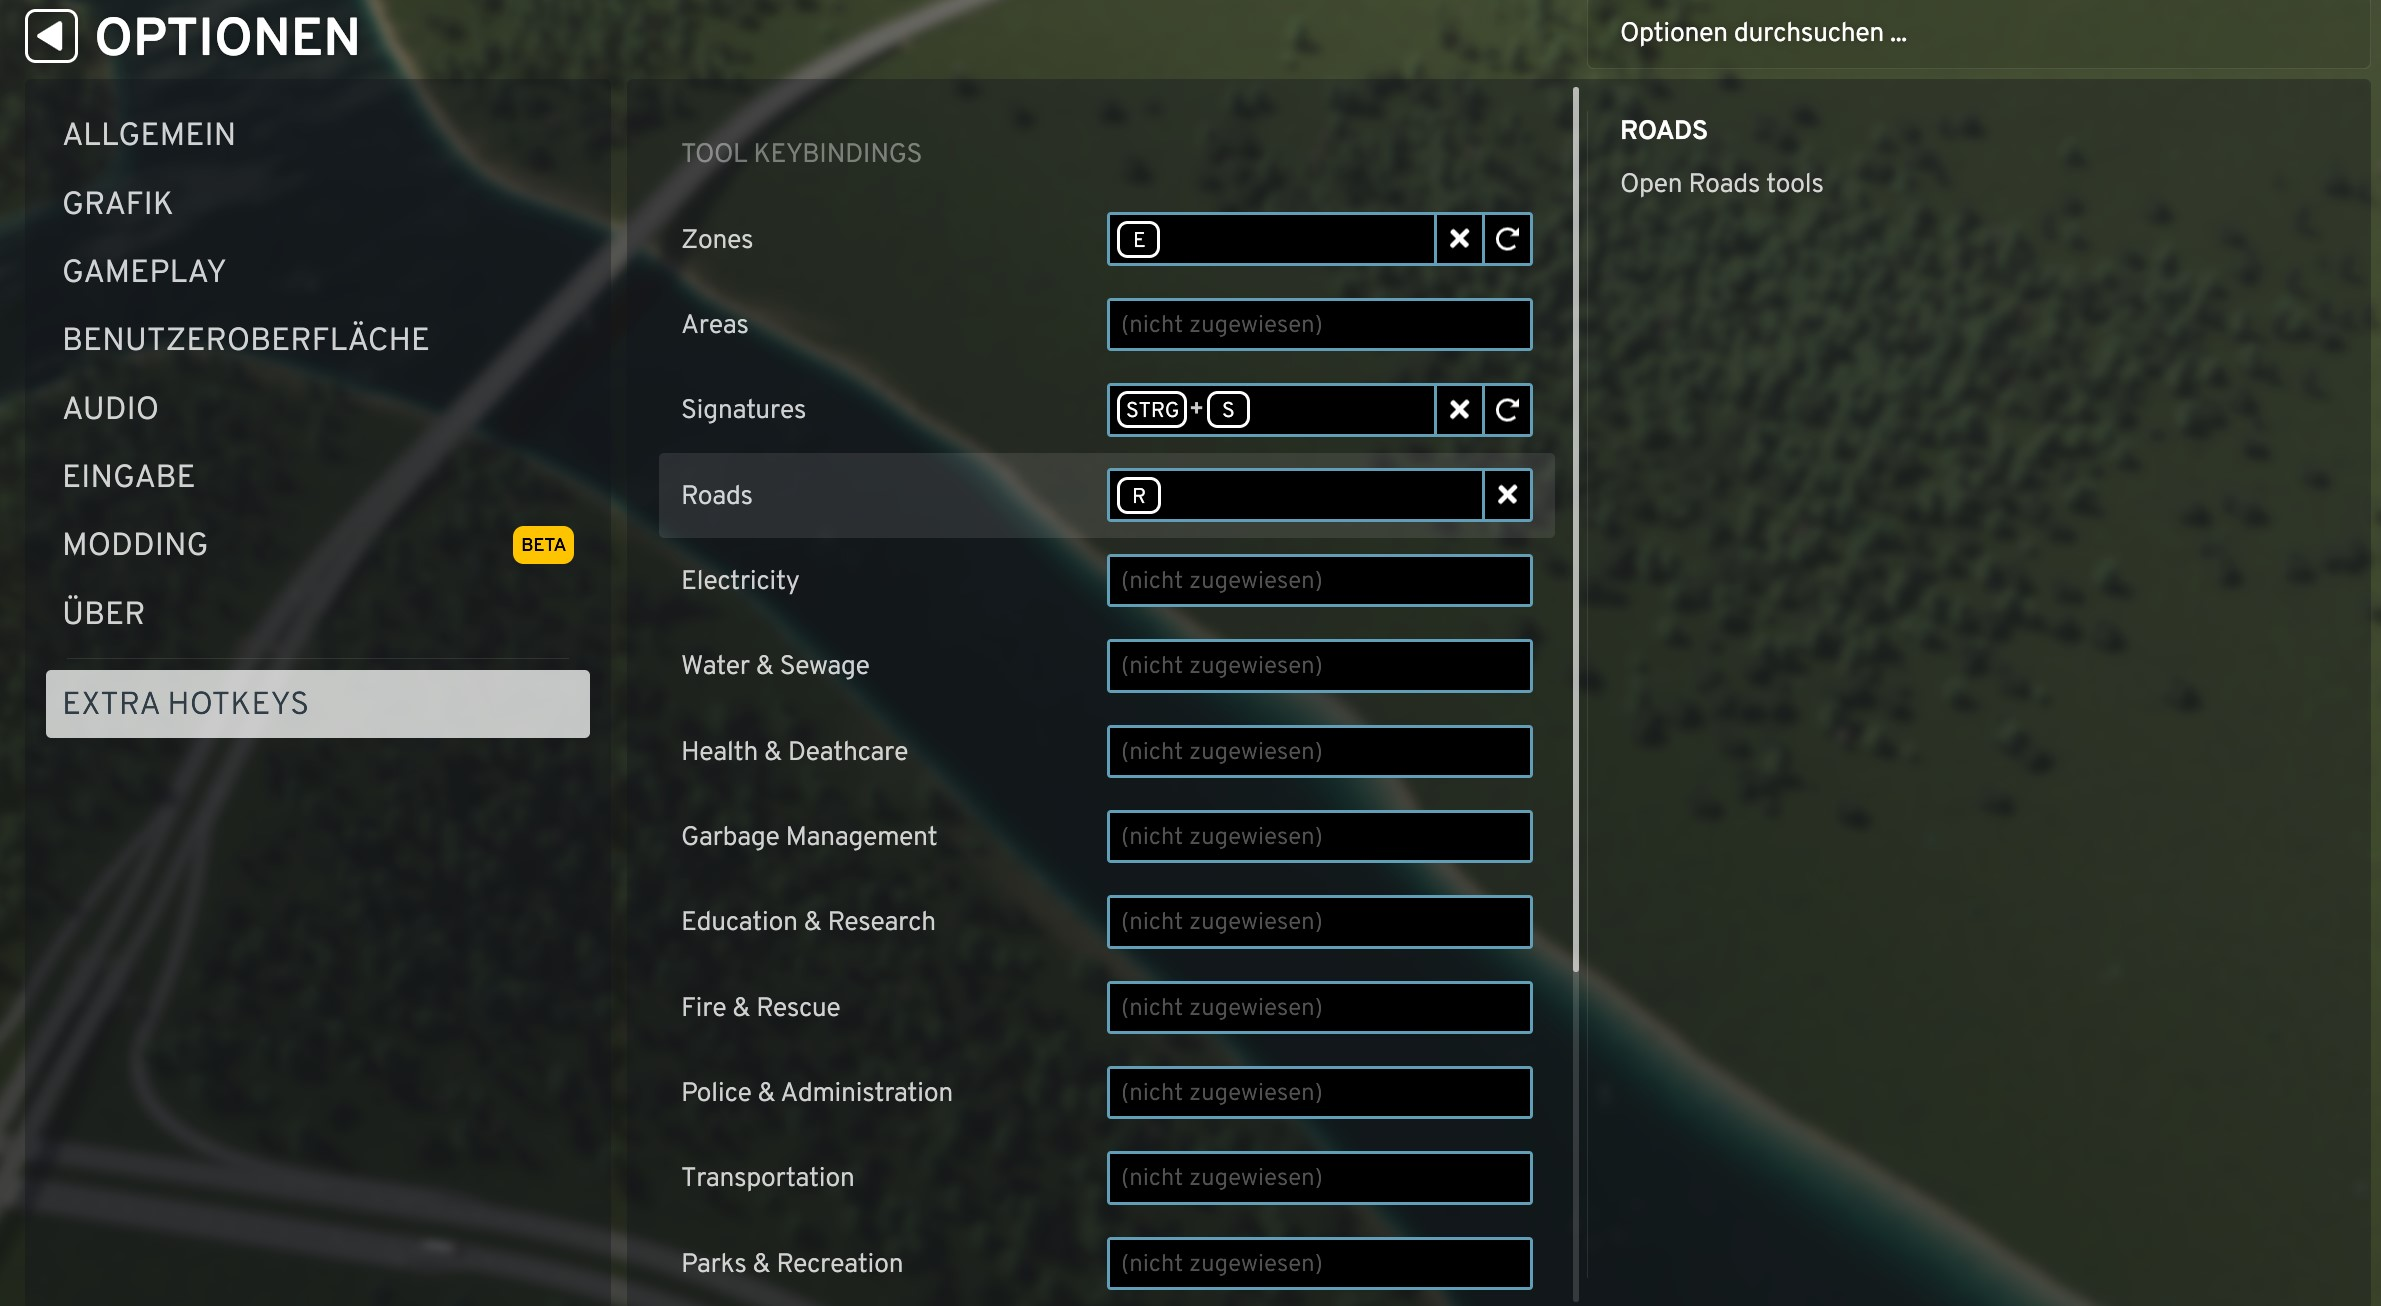 OPTIONEN
Optionen durchsuchen ...
ALLGEMEIN
GRAFIK
GAMEPLAY
BENUTZEROBERFLÄCHE
AUDIO
EINGABE
MODDING BETA
ÜBER
EXTRA HOTKEYS
TOOL KEYBINDINGS
Zones E
Areas (nicht zugewiesen)
Signatures STRG + S
Roads R
Electricity (nicht zugewiesen)
Water & Sewage (nicht zugewiesen)
Health & Deathcare (nicht zugewiesen)
Garbage Management (nicht zugewiesen)
Education & Research (nicht zugewiesen)
Fire & Rescue (nicht zugewiesen)
Police & Administration (nicht zugewiesen)
Transportation (nicht zugewiesen)
Parks & Recreation (nicht zugewiesen)
ROADS
Open Roads tools